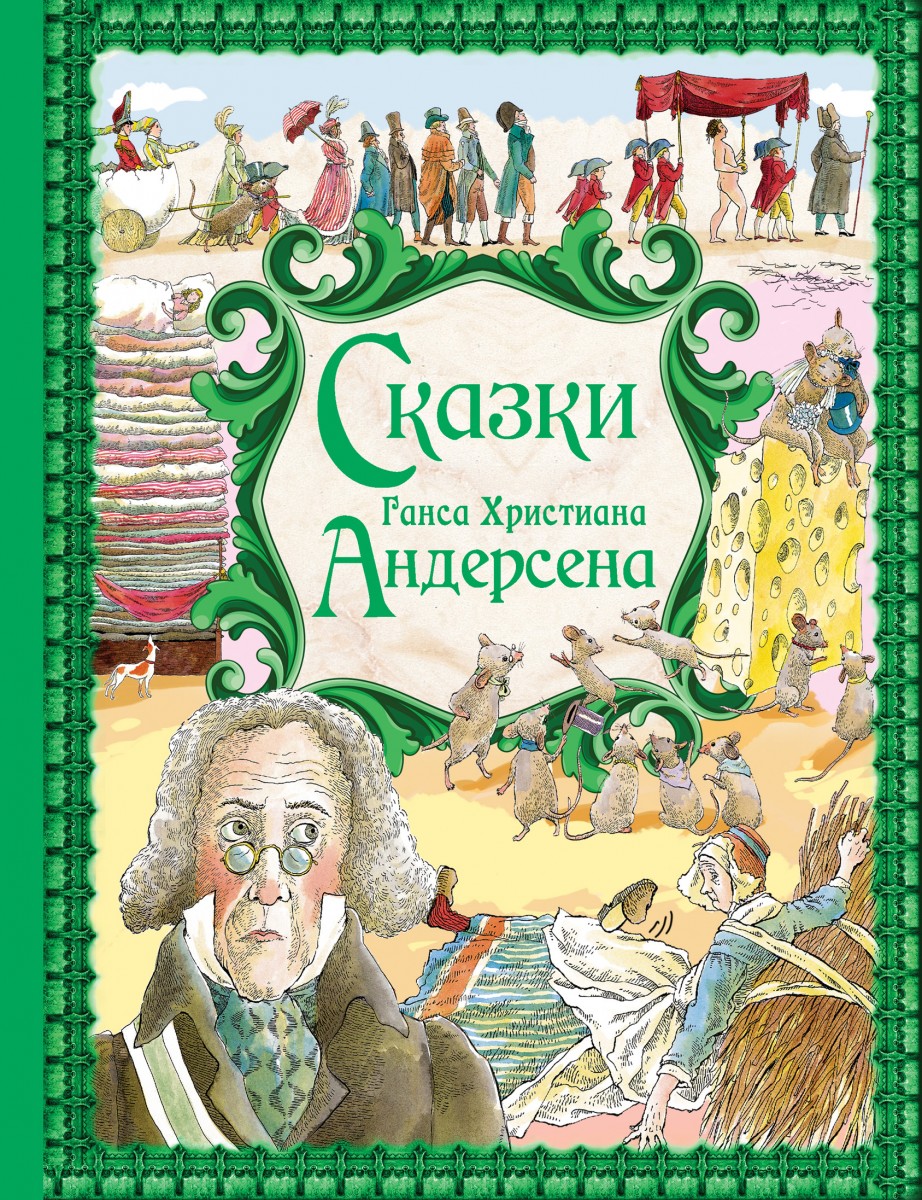 Сказки
Ганса Христиана
Андерсена